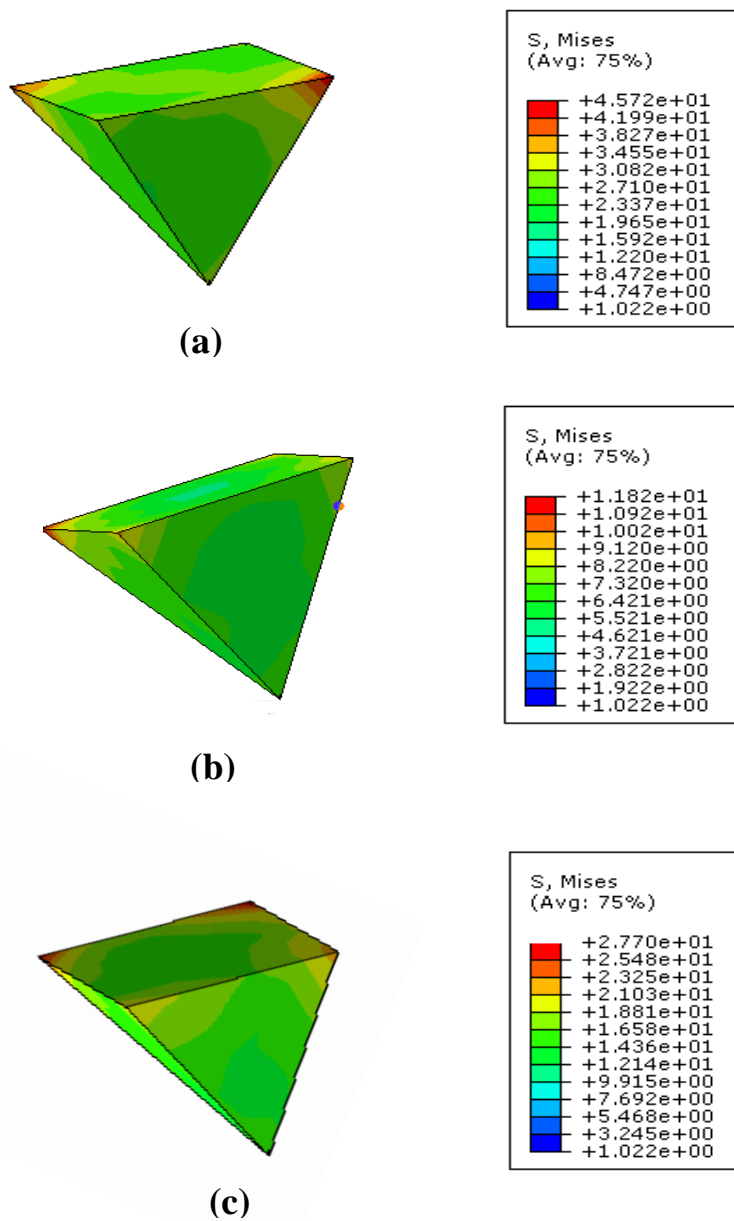 S, Mises
(Avg: 75%)
+4.572e+01
+4.199e+01
+3.827e+01
+3.455e+01
+3.082e+01
+2.710e+01
+2.337e+01
+1.965e+01
+1.592e+01
+1.220e+01
+8.472e+00
+4.747e+00
+1.022e+00
(a)
S, Mises
(Avg: 75%)
+1.182e+01
+1.092e+01
+1.002e+01
+9.120e+00
+8.220e+00
+7.320e+00
+6.421e+00
+5.521e+00
+4.621e+00
+3.721e+00
+2.822e+00
+1.922e+00
+1.022e+00
(b)
S, Mises
(Avg: 75%)
+2.770e+01
+2.548e+01
+2.325e+01
+2.103e+01
+1.881e+01
+1.658e+01
+1.436e+01
+1.214e+01
+9.915e+00
+7.692e+00
+5.468e+00
+3.245e+00
+1.022e+00
(c)